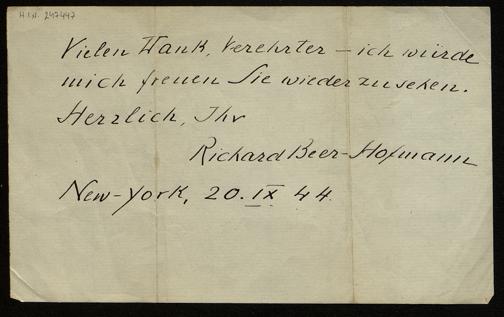 H.I.N. 247447
Vielen Dank, Verehrter – ich würde
mich freuen Sie wiederzusehen.
Herzlich, Ihr
Richard Beer-Hofmann
New-York, 20. IX 44.